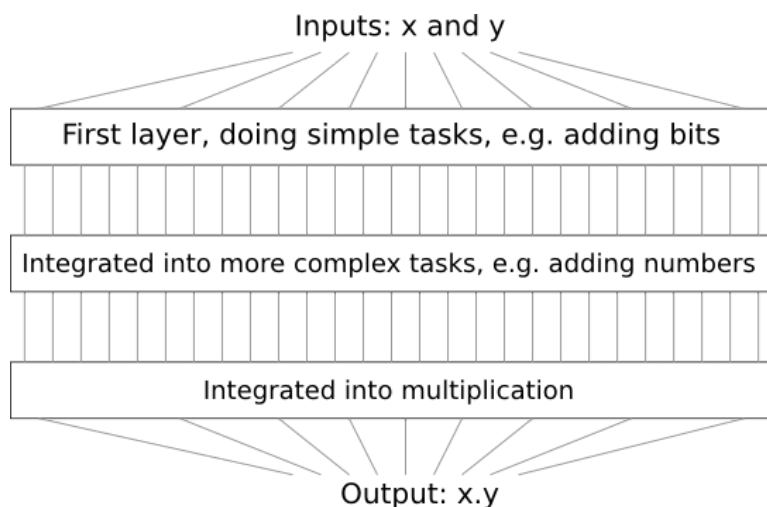 Inputs: x and y
First layer, doing simple tasks, e.g. adding bits
Integrated into more complex tasks, e.g. adding numbers
Integrated into multiplication
Output: x.y